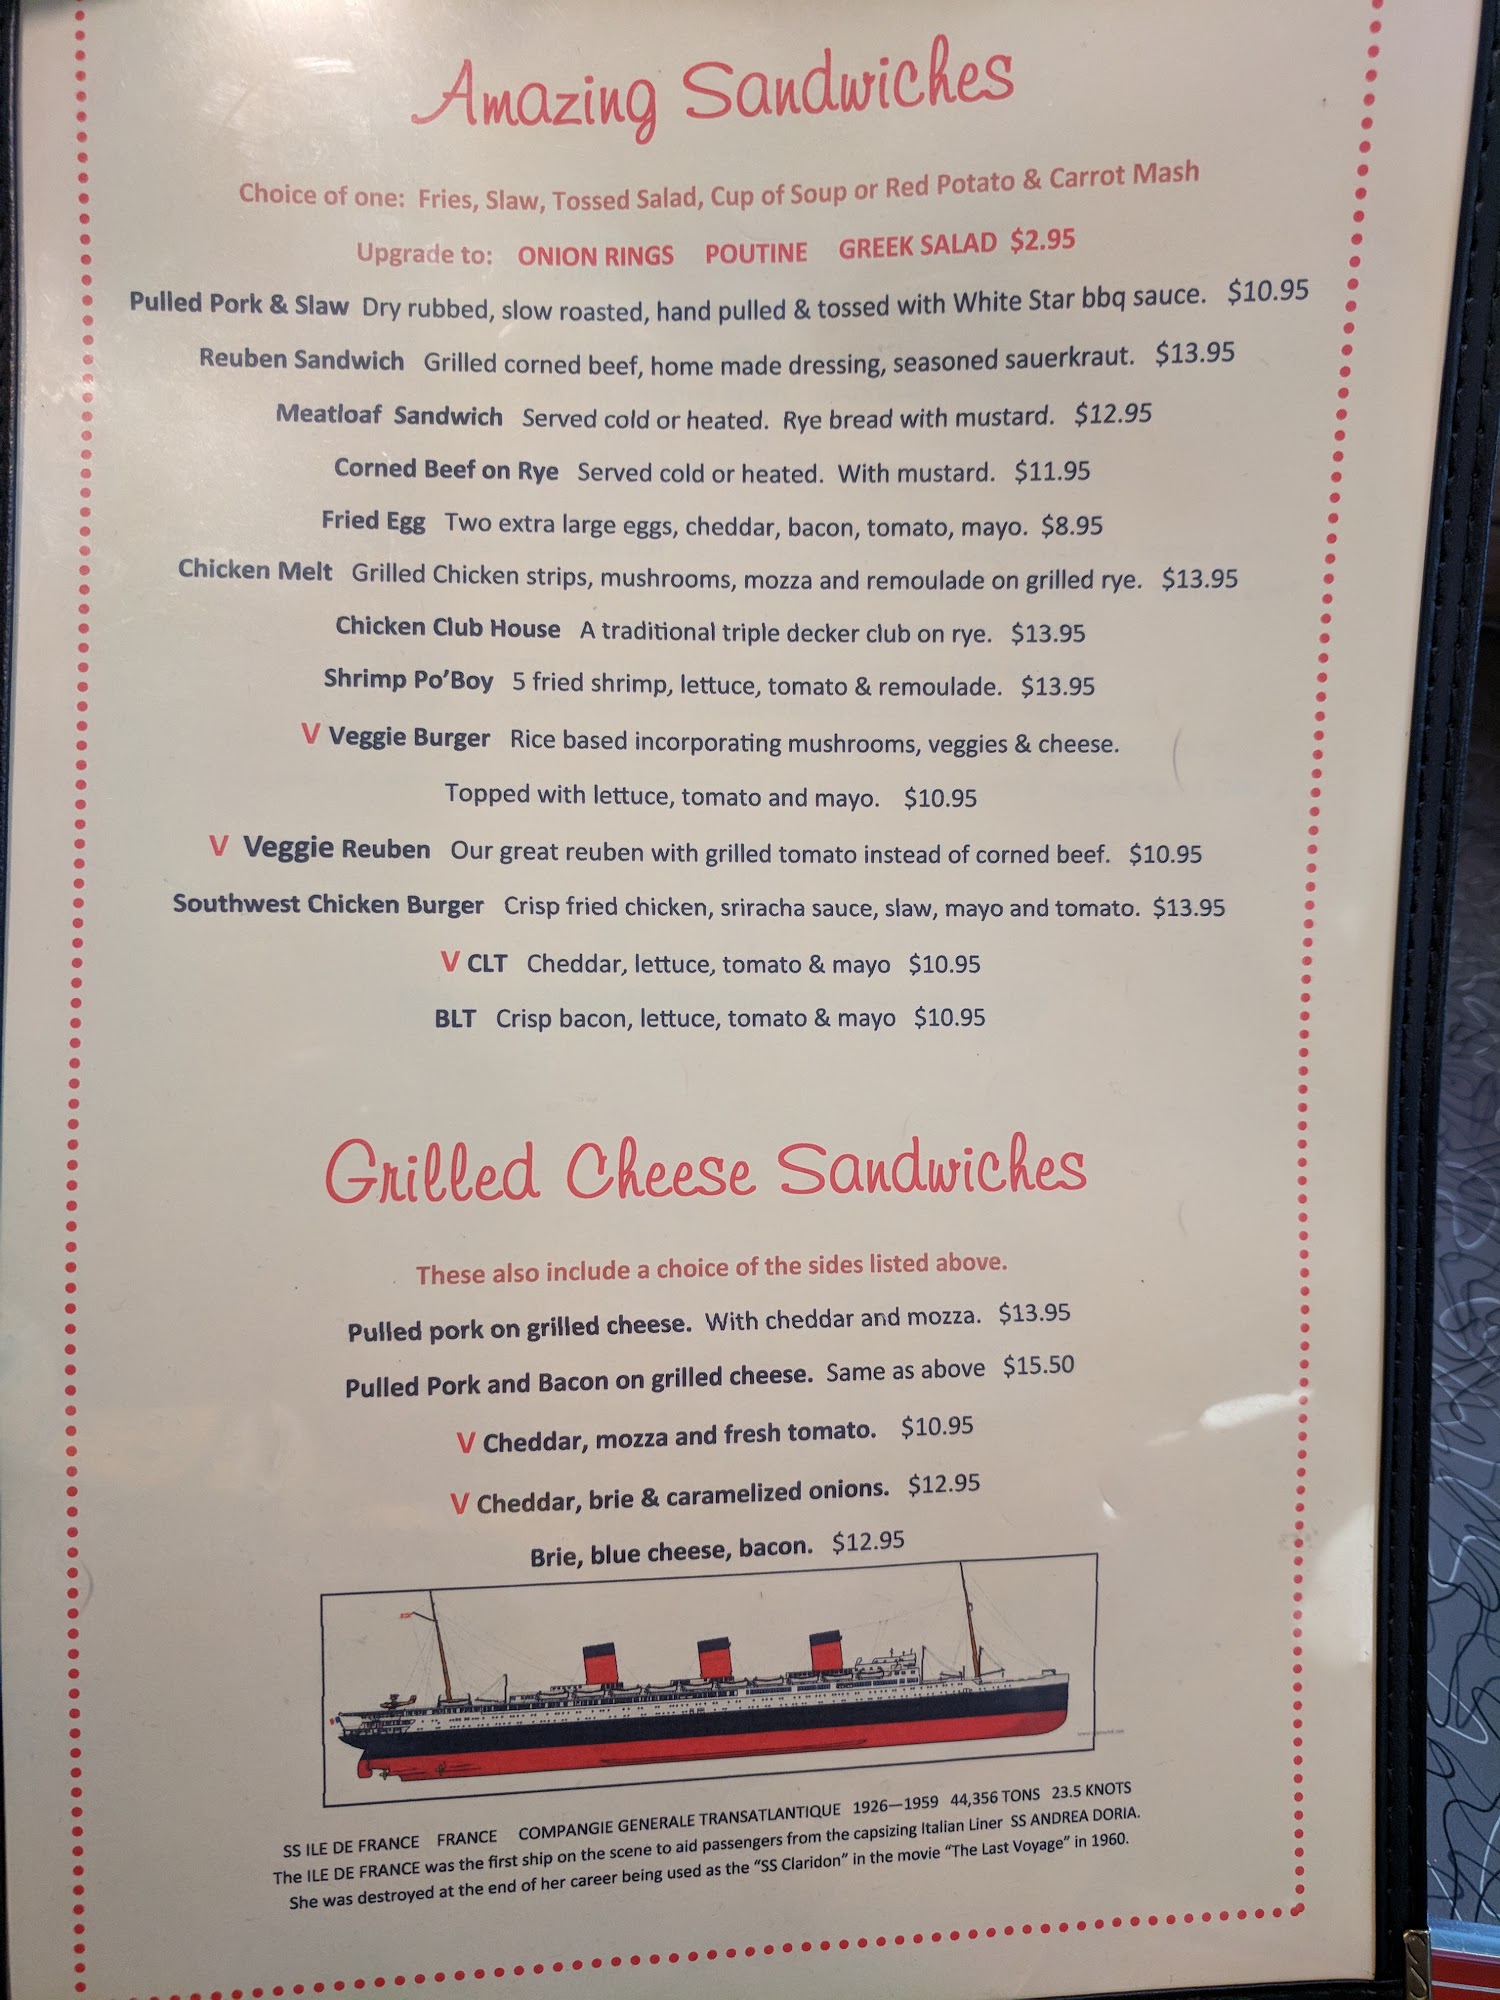 Amazing Sandwiches
Choice of one: Fries, Slaw, Tossed Salad, Cup of Soup or Red Potato & Carrot Mash
Upgrade to: ONION RINGS POUTINE GREEK SALAD $2.95
Pulled Pork & Slaw Dry rubbed, slow roasted, hand pulled & tossed with White Star bbq sauce. $10.95
Reuben Sandwich Grilled corned beef, home made dressing, seasoned sauerkraut. $13.95
Meatloaf Sandwich Served cold or heated. Rye bread with mustard. $12.95
Corned Beef on Rye Served cold or heated. With mustard. $11.95
Fried Egg Two extra large eggs, cheddar, bacon, tomato, mayo. $8.95
Chicken Melt Grilled Chicken strips, mushrooms, mozza and remoulade on grilled rye. $13.95
Chicken Club House A traditional triple decker club on rye. $13.95
Shrimp Po'Boy 5 fried shrimp, lettuce, tomato & remoulade. $13.95
V Veggie Burger Rice based incorporating mushrooms, veggies & cheese.
Topped with lettuce, tomato and mayo. $10.95
V Veggie Reuben Our great reuben with grilled tomato instead of corned beef. $10.95
Southwest Chicken Burger Crisp fried chicken, sriracha sauce, slaw, mayo and tomato. $13.95
V CLT Cheddar, lettuce, tomato & mayo $10.95
BLT Crisp bacon, lettuce, tomato & mayo $10.95
Grilled Cheese Sandwiches
These also include a choice of the sides listed above.
Pulled pork on grilled cheese. With cheddar and mozza. $13.95
Pulled Pork and Bacon on grilled cheese. Same as above $15.50
V Cheddar, mozza and fresh tomato. $10.95
V Cheddar, brie & caramelized onions. $12.95
Brie, blue cheese, bacon. $12.95
SS ILE DE FRANCE FRANCE COMPANGIE GENERALE TRANSATLANTIQUE 1926—1959 44,356 TONS 23.5 KNOTS
The ILE DE FRANCE was the first ship on the scene to aid passengers from the capsizing Italian Liner SS ANDREA DORIA.
She was destroyed at the end of her career being used as the "SS Claridon" in the movie "The Last Voyage" in 1960.